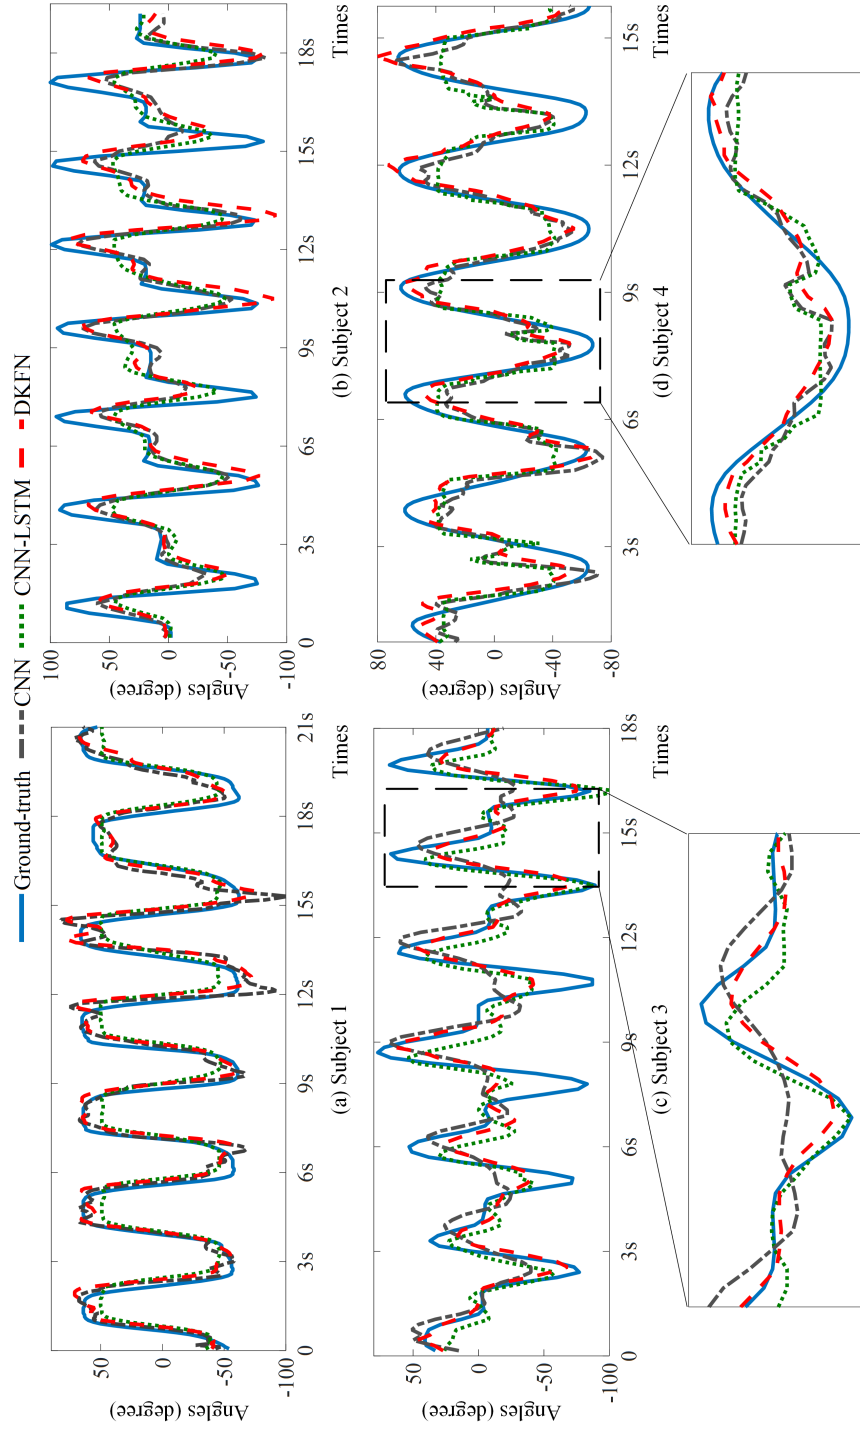 Ground-truth CNN CNN-LSTM DKFN
Angles (degree)
50
0
-50
-100
0 3s 6s 9s 12s 15s 18s 21s
Times
(a) Subject 1
Angles (degree)
100
50
0
-50
-100
0 3s 6s 9s 12s 15s 18s
Times
(b) Subject 2
Angles (degree)
50
0
-50
-100
0 3s 6s 9s 12s 15s 18s
Times
(c) Subject 3
Angles (degree)
80
40
0
-40
-80
0 3s 6s 9s 12s 15s
Times
(d) Subject 4